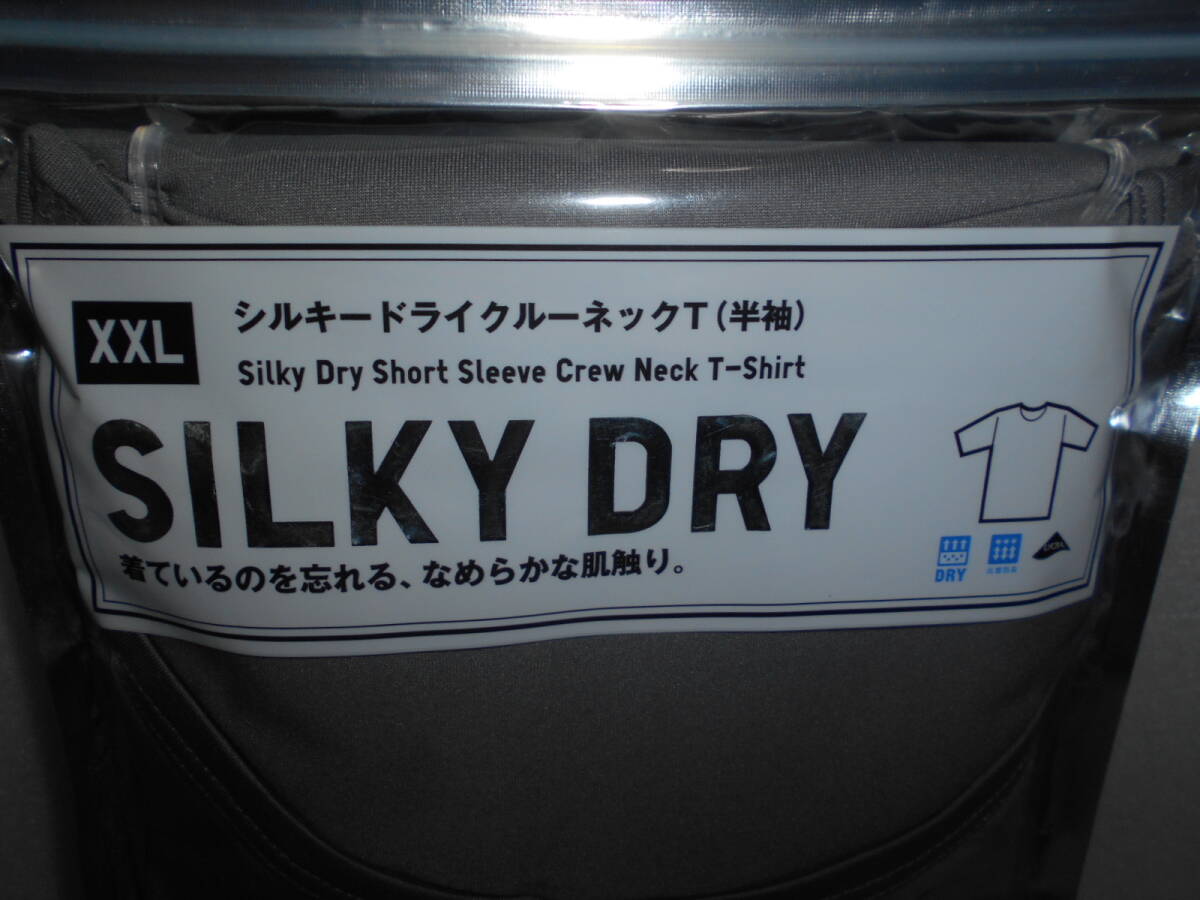 XXL
シルキードライクルーネックT(半袖)
Silky Dry Short Sleeve Crew Neck T-Shirt
SILKY DRY
着ているのを忘れる、なめらかな肌触り。
DRY